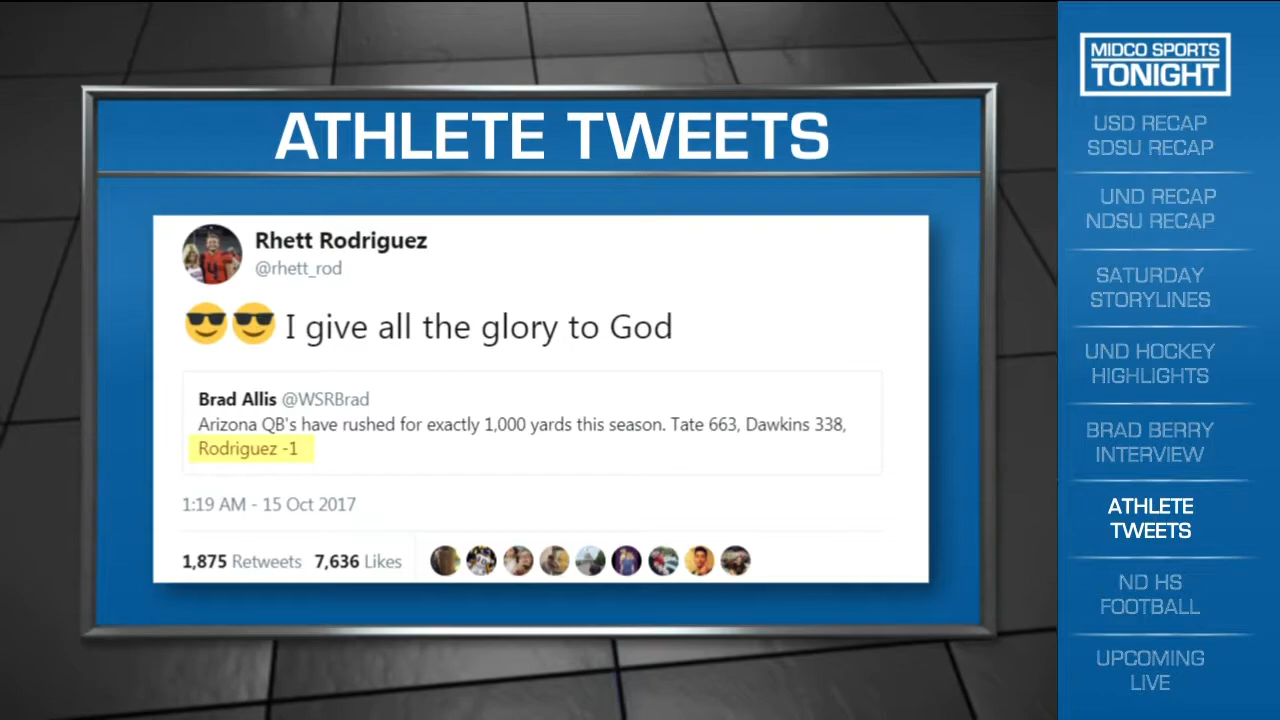 ATHLETE TWEETS
Rhett Rodriguez
@rhett_rod
😎😎 I give all the glory to God
Brad Allis @WSRBrad
Arizona QB's have rushed for exactly 1,000 yards this season. Tate 663, Dawkins 338,
Rodriguez -1
1:19 AM - 15 Oct 2017
1,875 Retweets 7,636 Likes
MIDCO SPORTS
TONIGHT
USD RECAP
SDSU RECAP
UND RECAP
NDSU RECAP
SATURDAY
STORYLINES
UND HOCKEY
HIGHLIGHTS
BRAD BERRY
INTERVIEW
ATHLETE
TWEETS
ND HS
FOOTBALL
UPCOMING
LIVE